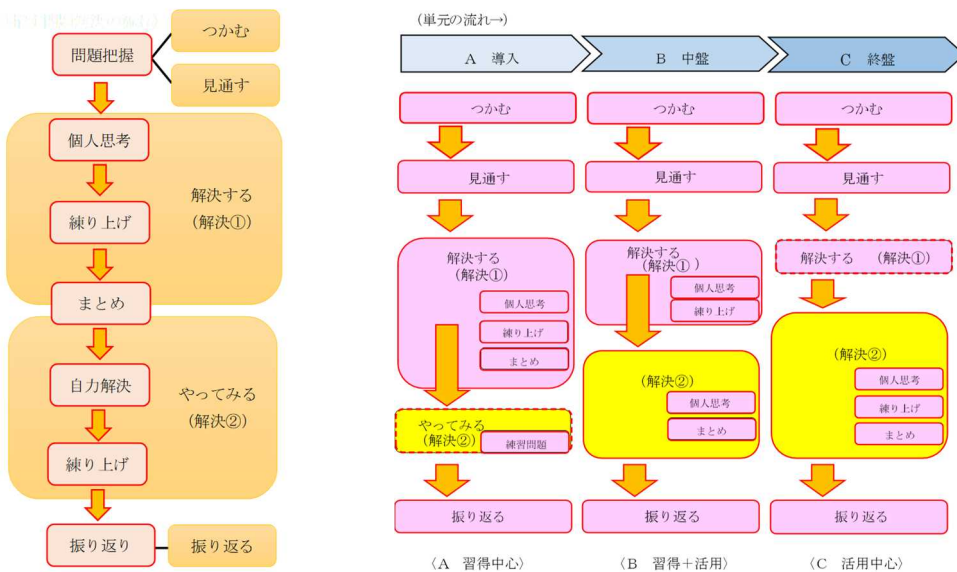 つかむ
問題把握
見通す
個人思考
解決する
(解決①)
練り上げ
まとめ
自力解決
やってみる
(解決②)
練り上げ
振り返り
振り返る
(単元の流れ→)
A 導入
B 中盤
C 終盤
つかむ
つかむ
つかむ
見通す
見通す
見通す
解決する
(解決①)
個人思考
練り上げ
まとめ
やってみる
(解決②)
練習問題
振り返る
〈A 習得中心〉
解決する
(解決①)
個人思考
練り上げ
(解決②)
個人思考
まとめ
振り返る
〈B 習得+活用〉
解決する (解決①)
(解決②)
個人思考
練り上げ
まとめ
振り返る
〈C 活用中心〉